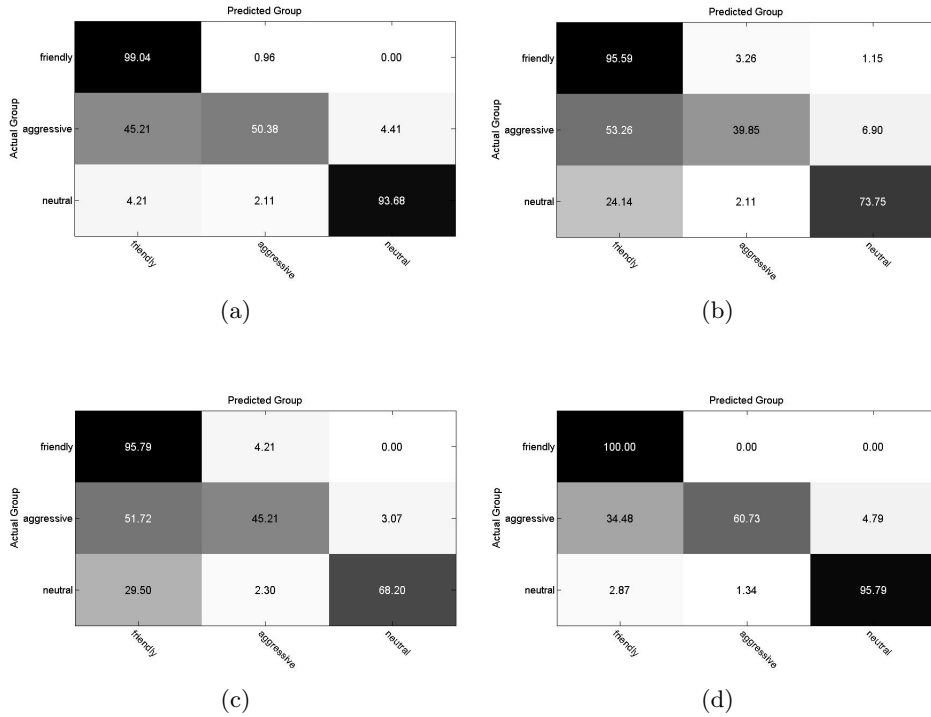 Predicted Group
friendly 99.04 0.96 0.00
Actual Group
aggressive 45.21 50.38 4.41
neutral 4.21 2.11 93.68
friendly aggressive neutral
(a)
Predicted Group
friendly 95.59 3.26 1.15
Actual Group
aggressive 53.26 39.85 6.90
neutral 24.14 2.11 73.75
friendly aggressive neutral
(b)
Predicted Group
friendly 95.79 4.21 0.00
Actual Group
aggressive 51.72 45.21 3.07
neutral 29.50 2.30 68.20
friendly aggressive neutral
(c)
Predicted Group
friendly 100.00 0.00 0.00
Actual Group
aggressive 34.48 60.73 4.79
neutral 2.87 1.34 95.79
friendly aggressive neutral
(d)